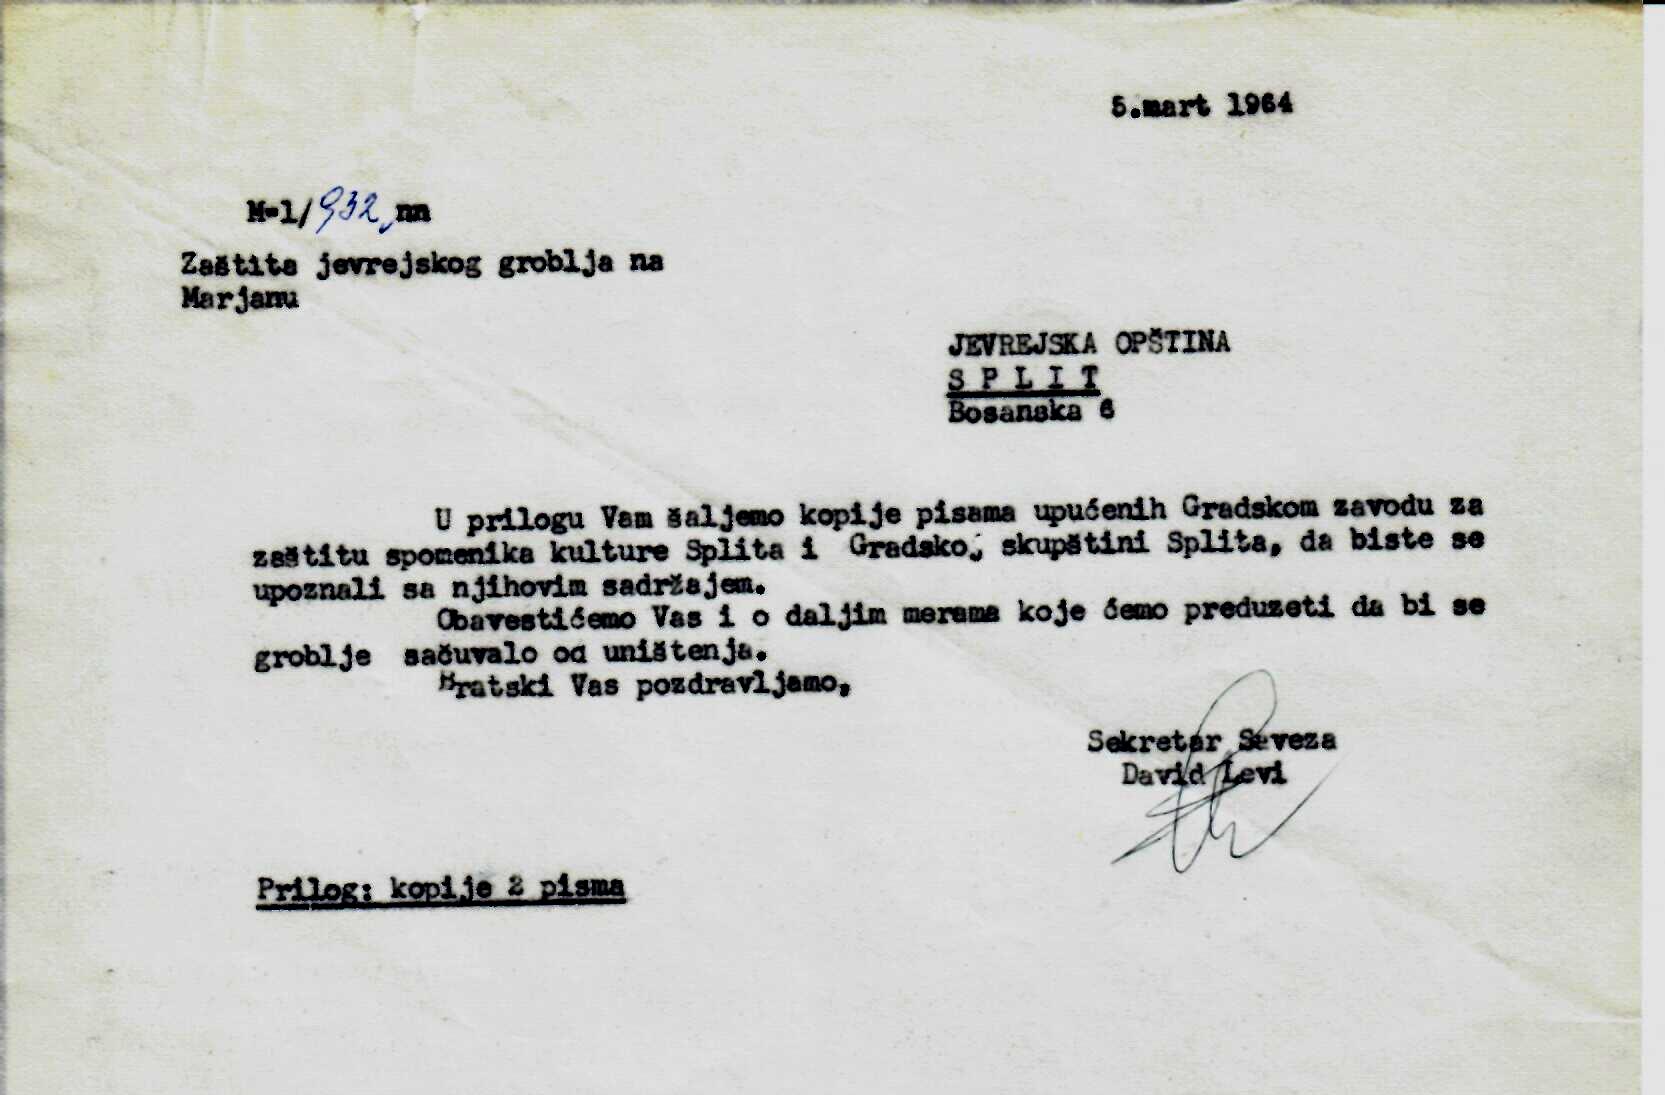 5.mart 1964
M-1/932,nn
Zaštita jevrejskog groblja na
Marjanu
JEVREJSKA OPŠTINA
S P L I T
Bosanska 6
U prilogu Vam šaljemo kopije pisama upućenih Gradskom zavodu za
zaštitu spomenika kulture Splita i Gradskoj skupštini Splita, da biste se
upoznali sa njihovim sadržajem.
Obavestićemo Vas i o daljim merama koje ćemo preduzeti da bi se
groblje sačuvalo od uništenja.
Bratski Vas pozdravljamo,
Sekretar Saveza
David Levi
Prilog: kopije 2 pisma